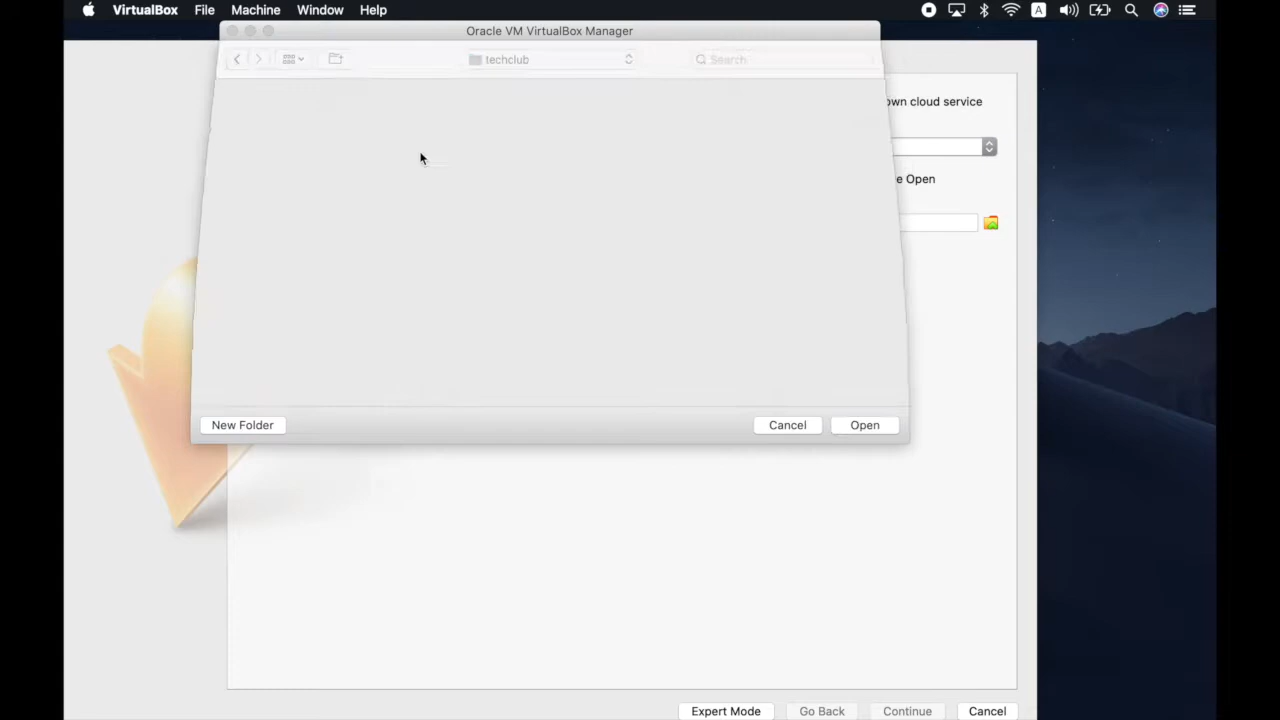 VirtualBox File Machine Window Help
A
Oracle VM VirtualBox Manager
techclub
Search
own cloud service
e Open
New Folder
Cancel
Open
Expert Mode
Go Back
Continue
Cancel